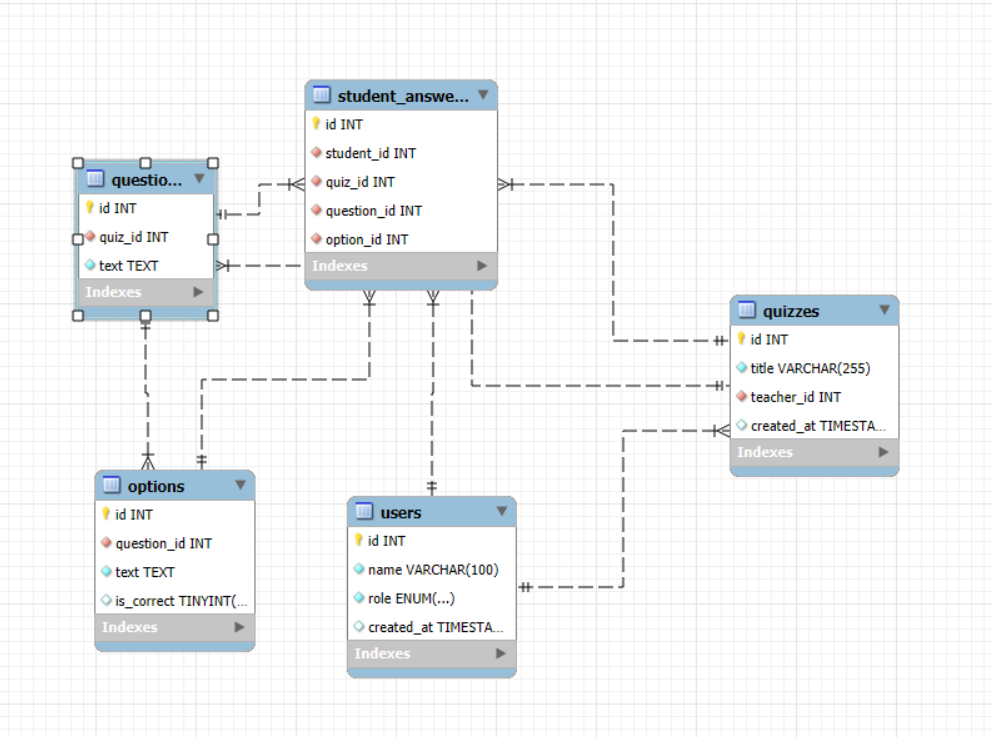 student_answe...
id INT
student_id INT
quiz_id INT
question_id INT
option_id INT
Indexes
questio...
id INT
quiz_id INT
text TEXT
Indexes
quizzes
id INT
title VARCHAR(255)
teacher_id INT
created_at TIMESTA...
Indexes
options
id INT
question_id INT
text TEXT
is_correct TINYINT(...
Indexes
users
id INT
name VARCHAR(100)
role ENUM(...)
created_at TIMESTA...
Indexes